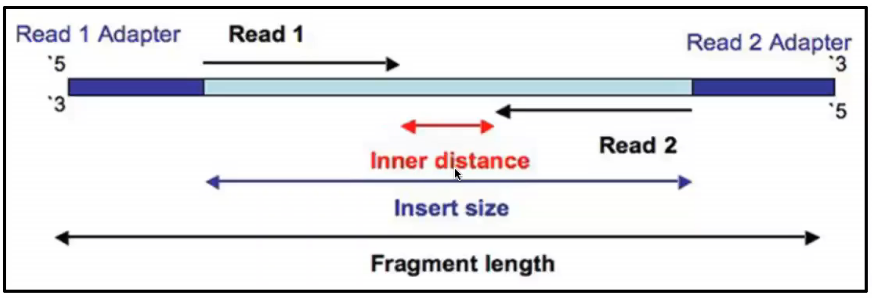 Read 1 Adapter
Read 1
Read 2 Adapter
`5
`3
`3
`5
Read 2
Inner distance
Insert size
Fragment length